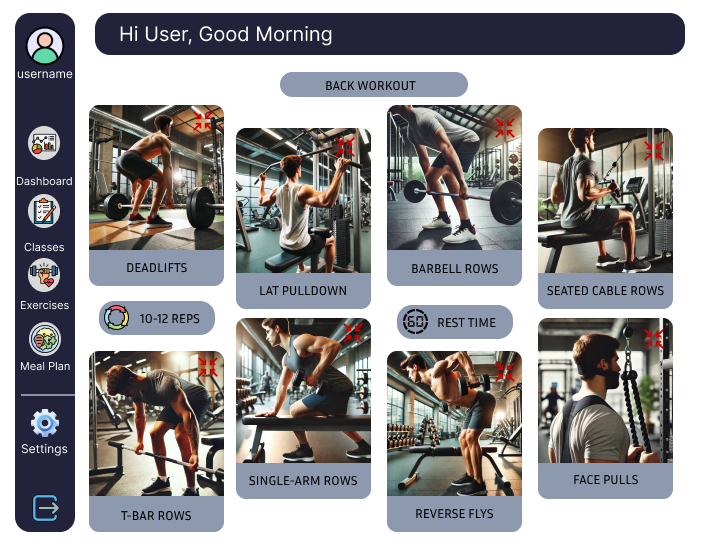 Hi User, Good Morning
username
Dashboard
Classes
Exercises
Meal Plan
Settings
BACK WORKOUT
DEADLIFTS
LAT PULLDOWN
BARBELL ROWS
SEATED CABLE ROWS
10-12 REPS
60
REST TIME
T-BAR ROWS
SINGLE-ARM ROWS
REVERSE FLYS
FACE PULLS